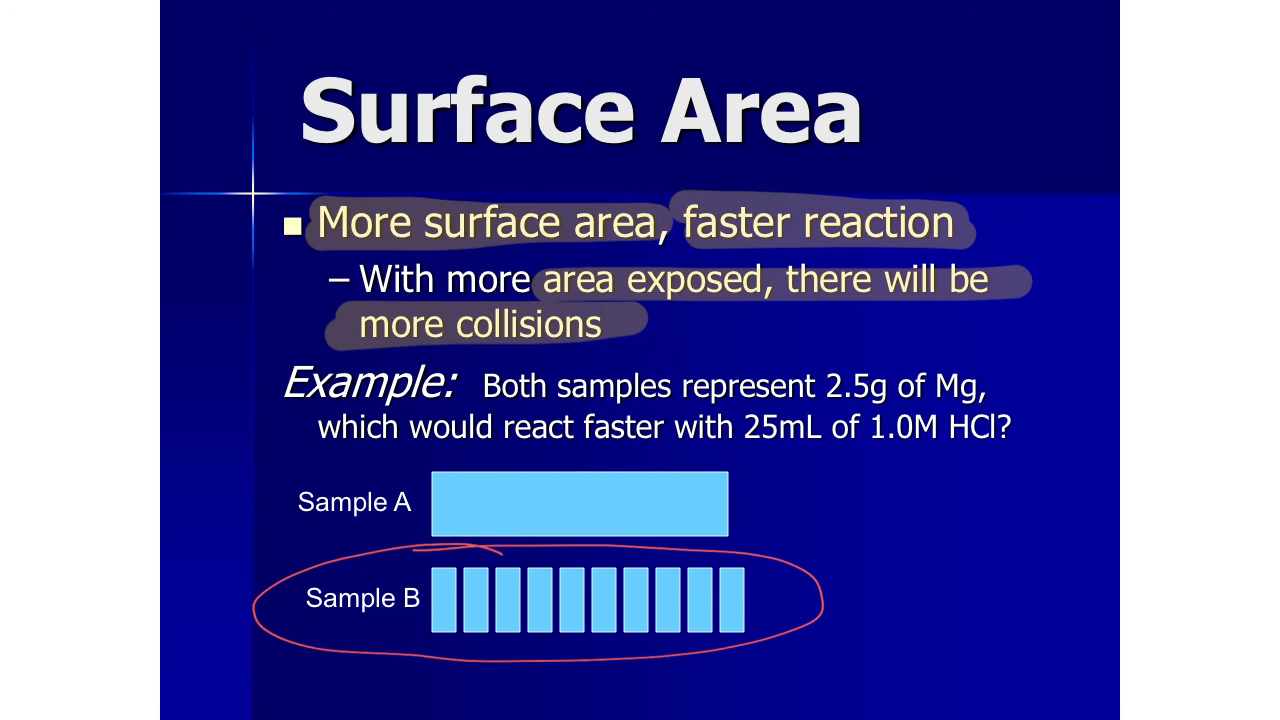 Surface Area
More surface area, faster reaction
– With more area exposed, there will be
more collisions
Example: Both samples represent 2.5g of Mg,
which would react faster with 25mL of 1.0M HCl?
Sample A
Sample B